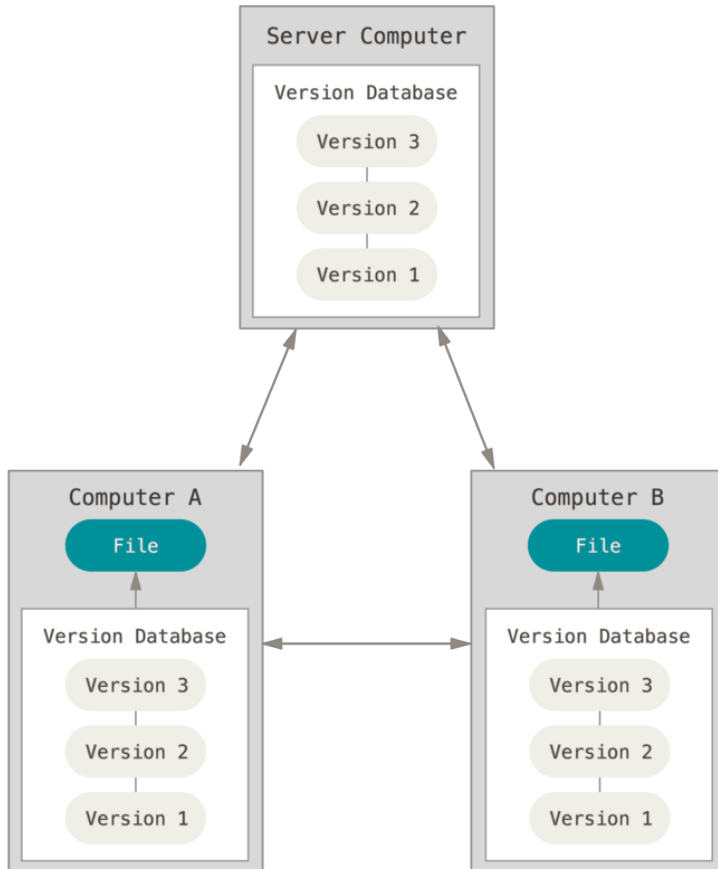 Server Computer
Version Database
Version 3
Version 2
Version 1
Computer A
File
Version Database
Version 3
Version 2
Version 1
Computer B
File
Version Database
Version 3
Version 2
Version 1